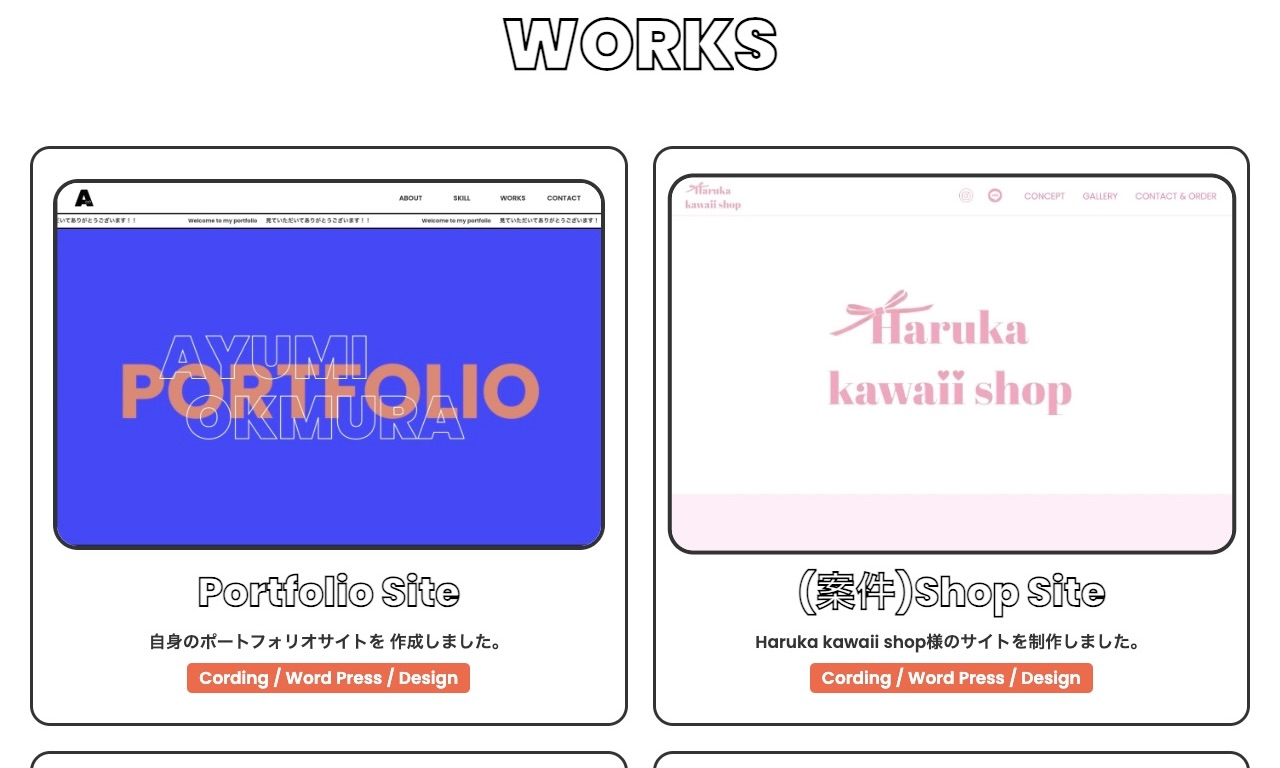 WORKS
A
ABOUT SKILL WORKS CONTACT
いてありがとうございます！！ Welcome to my portfolio 見ていただいてありがとうございます！！ Welcome to my portfolio 見ていただいてありがとうございます！
AYUMI
PORTFOLIO
OKMURA
Portfolio Site
自身のポートフォリオサイトを 作成しました。
Cording / Word Press / Design
Haruka
kawaii shop
CONCEPT GALLERY CONTACT & ORDER
Haruka
kawaii shop
(案件)Shop Site
Haruka kawaii shop様のサイトを制作しました。
Cording / Word Press / Design